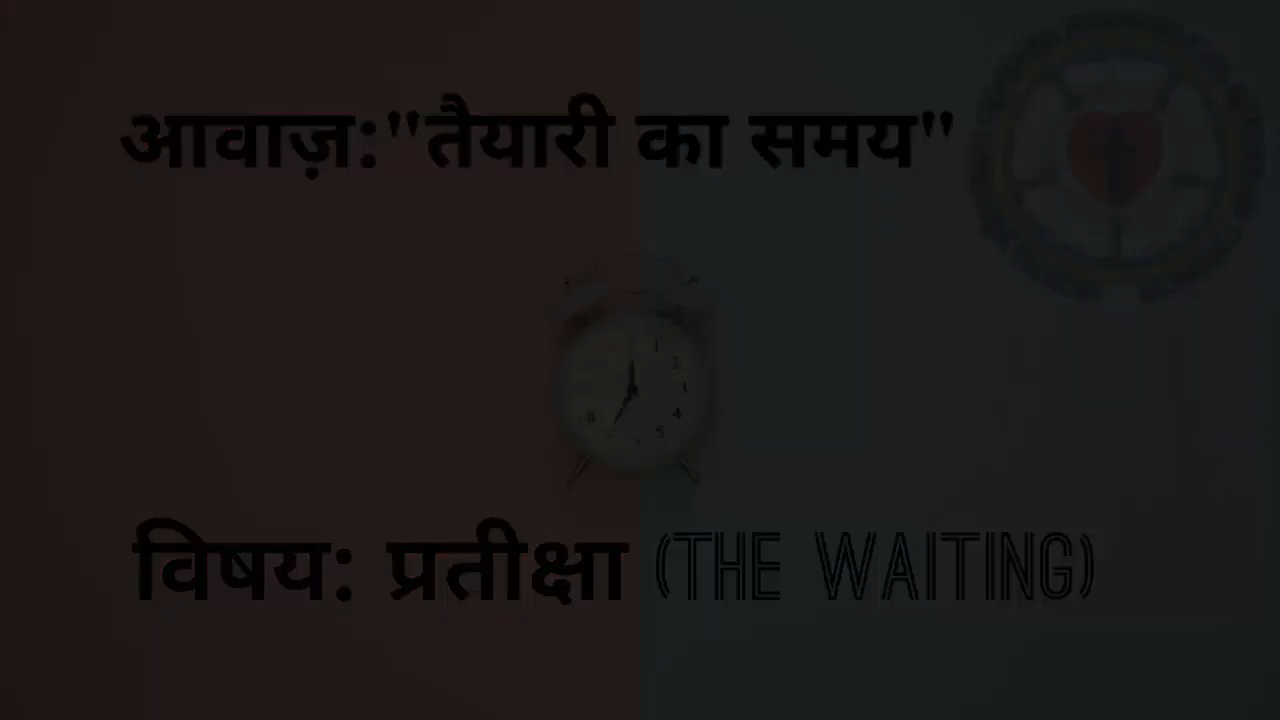 आवाज़:"तैयारी का समय"
विषय: प्रतीक्षा (THE WAITING)